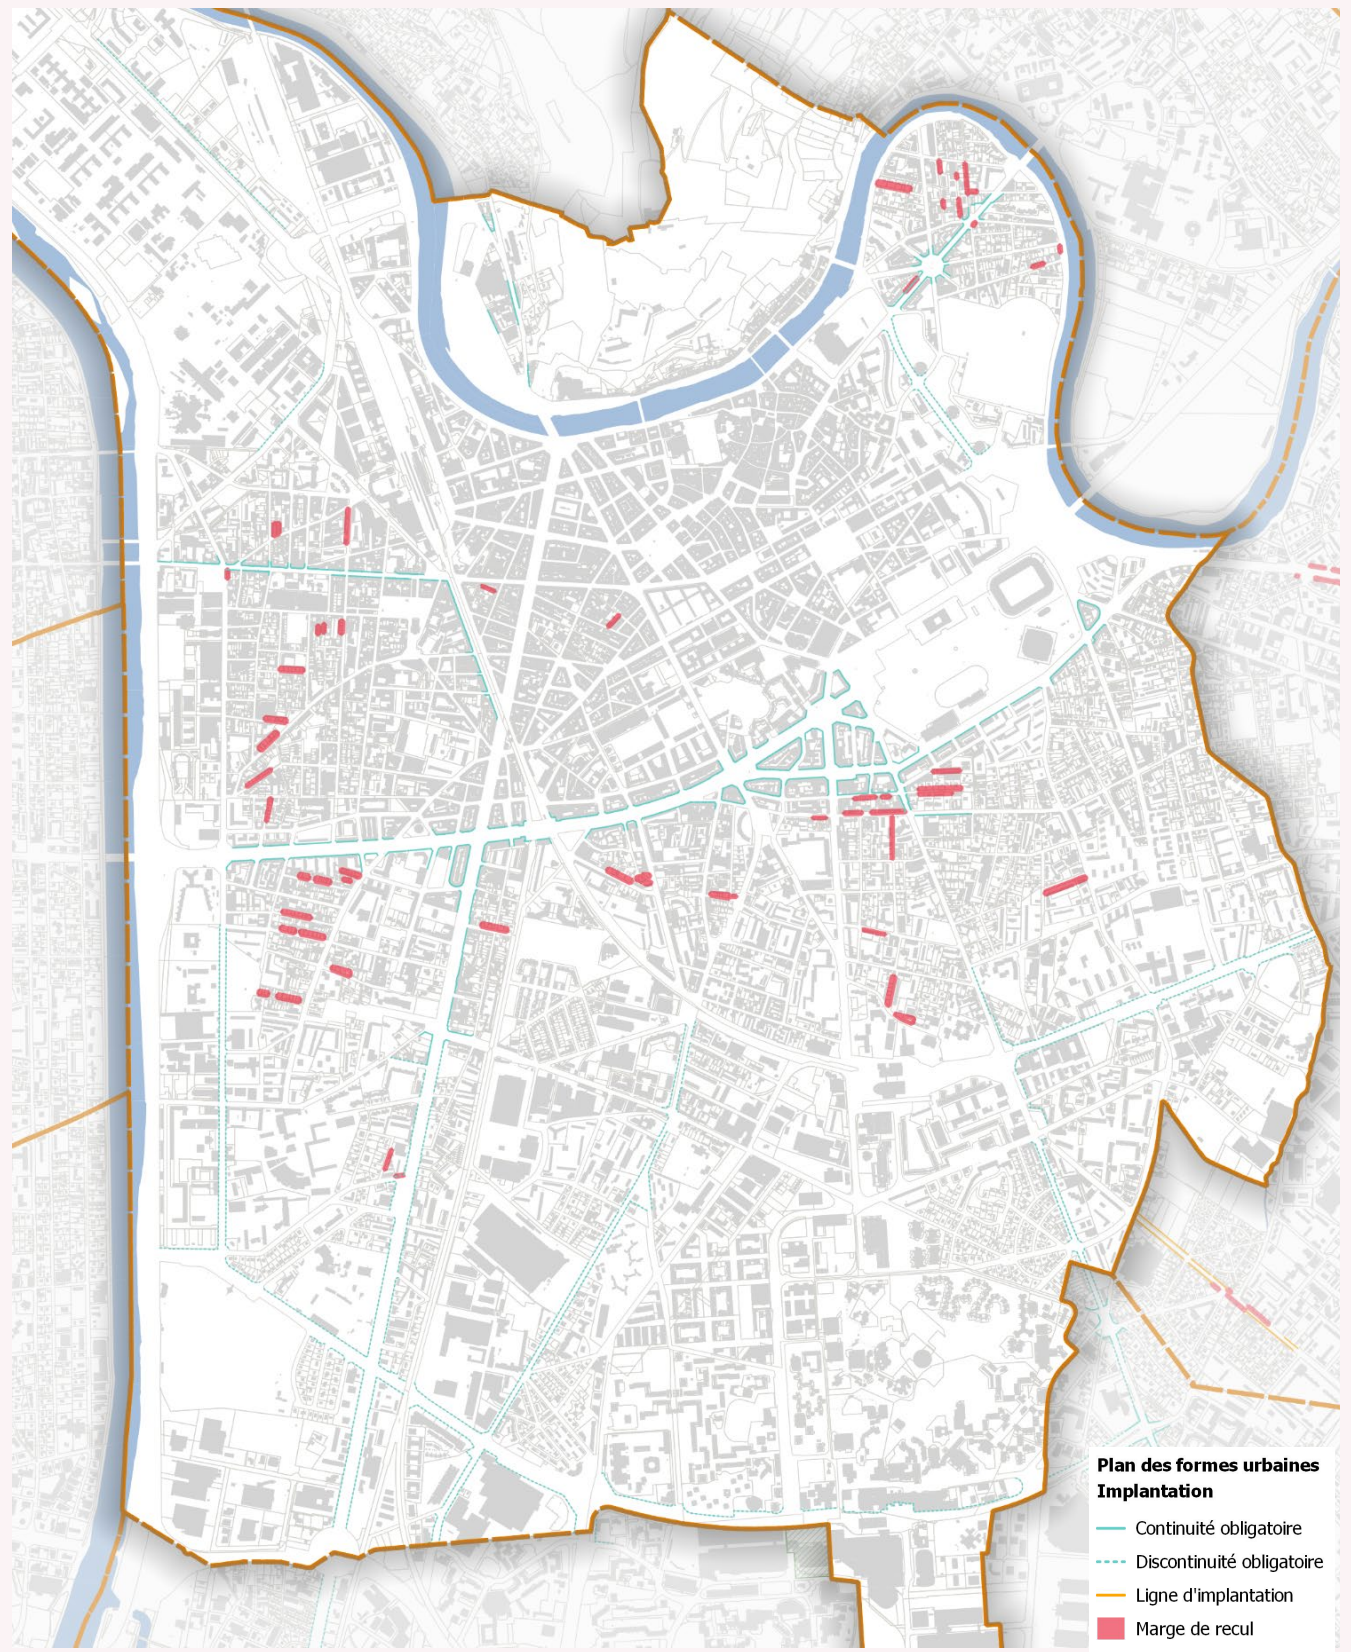 Plan des formes urbaines
Implantation
Continuité obligatoire
Discontinuité obligatoire
Ligne d'implantation
Marge de recul